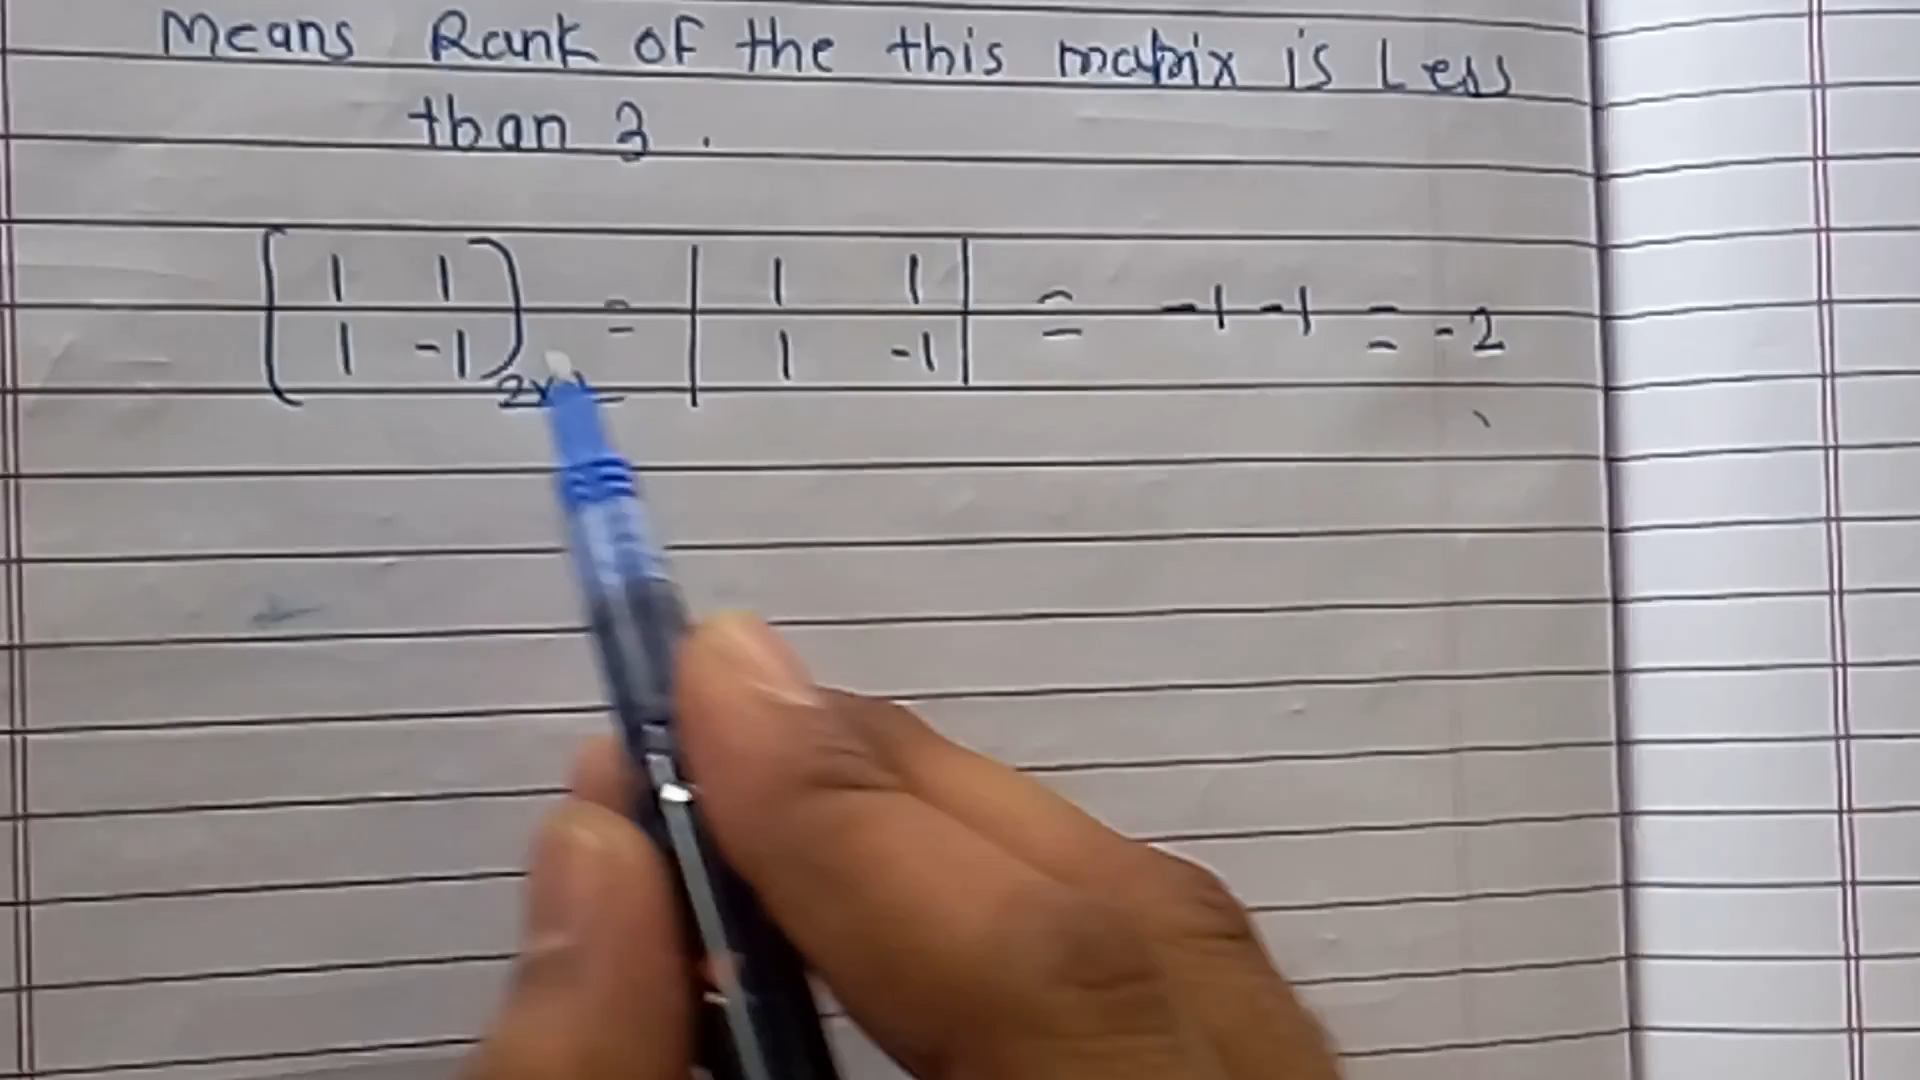 Means Rank of the this matrix is Less
than 3 .
[ 1 1 ) = | 1 1 | = -1 -1 = -2
1 -1 2x 1 -1